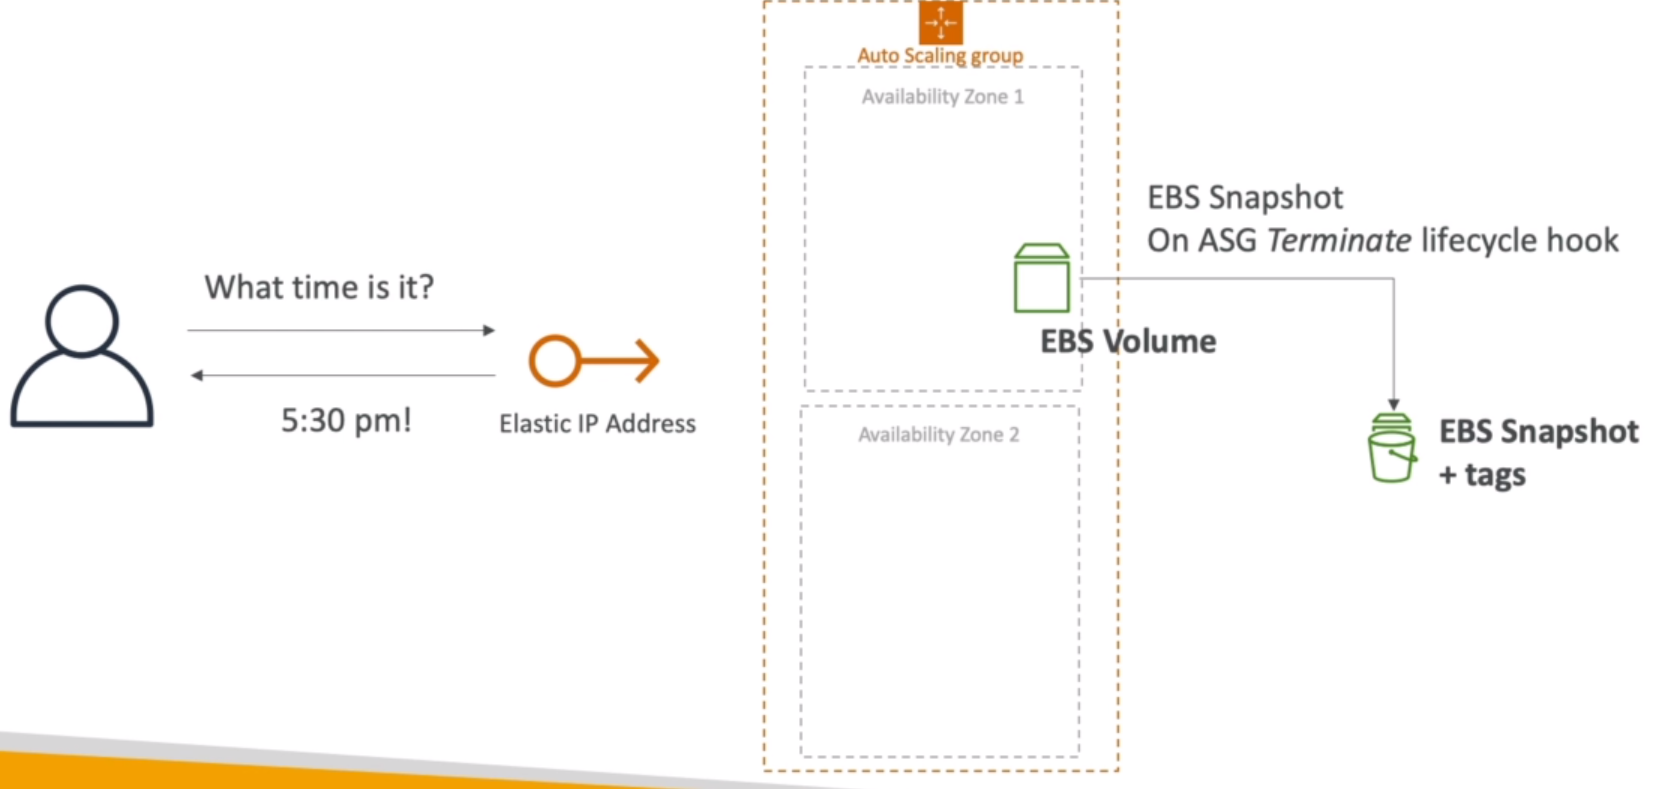 Auto Scaling group
Availability Zone 1
EBS Snapshot
On ASG Terminate lifecycle hook
What time is it?
EBS Volume
5:30 pm!
Elastic IP Address
Availability Zone 2
EBS Snapshot
+ tags